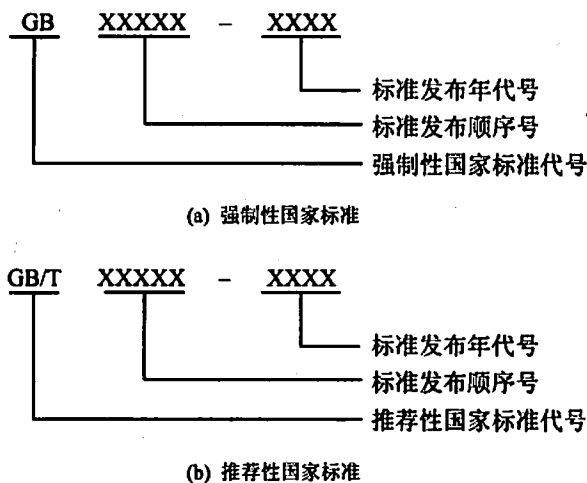 GB XXXXX - XXXX
标准发布年代号
标准发布顺序号
强制性国家标准代号
(a) 强制性国家标准
GB/T XXXXX - XXXX
标准发布年代号
标准发布顺序号
推荐性国家标准代号
(b) 推荐性国家标准